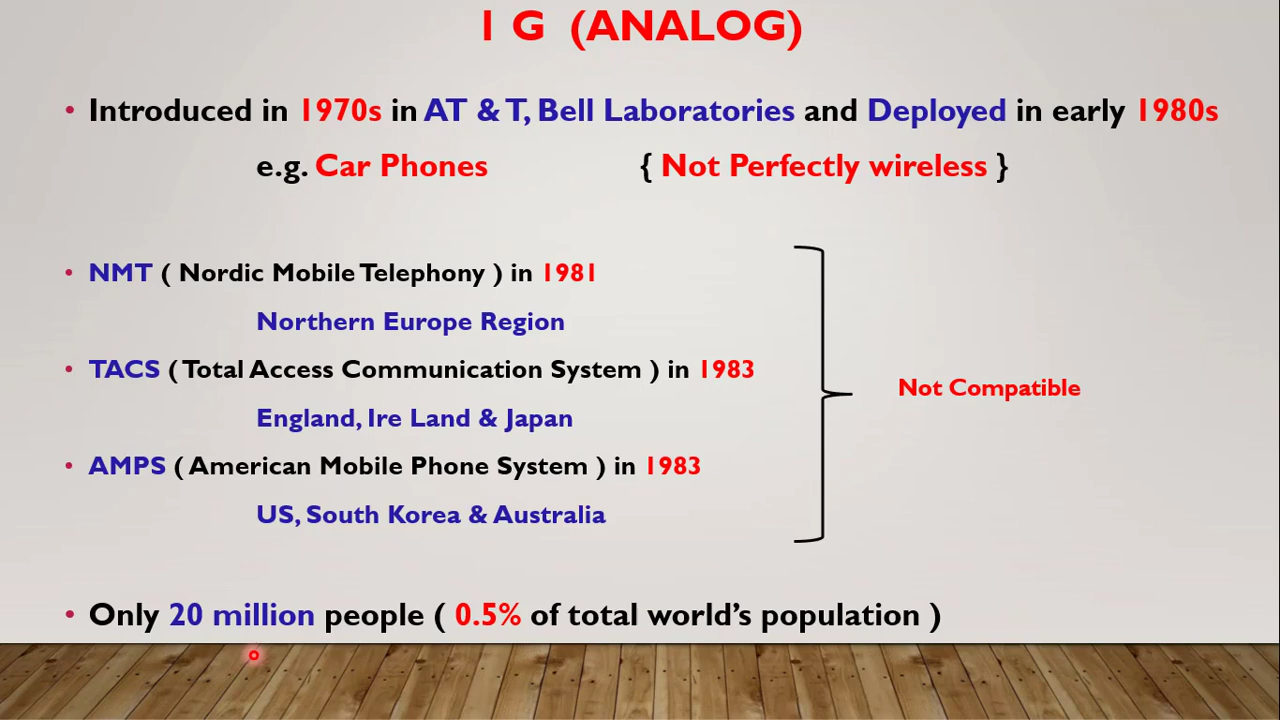 1 G (ANALOG)
• Introduced in 1970s in AT & T, Bell Laboratories and Deployed in early 1980s
e.g. Car Phones { Not Perfectly wireless }
• NMT ( Nordic Mobile Telephony ) in 1981
Northern Europe Region
• TACS ( Total Access Communication System ) in 1983
England, Ire Land & Japan
• AMPS ( American Mobile Phone System ) in 1983
US, South Korea & Australia
Not Compatible
• Only 20 million people ( 0.5% of total world’s population )